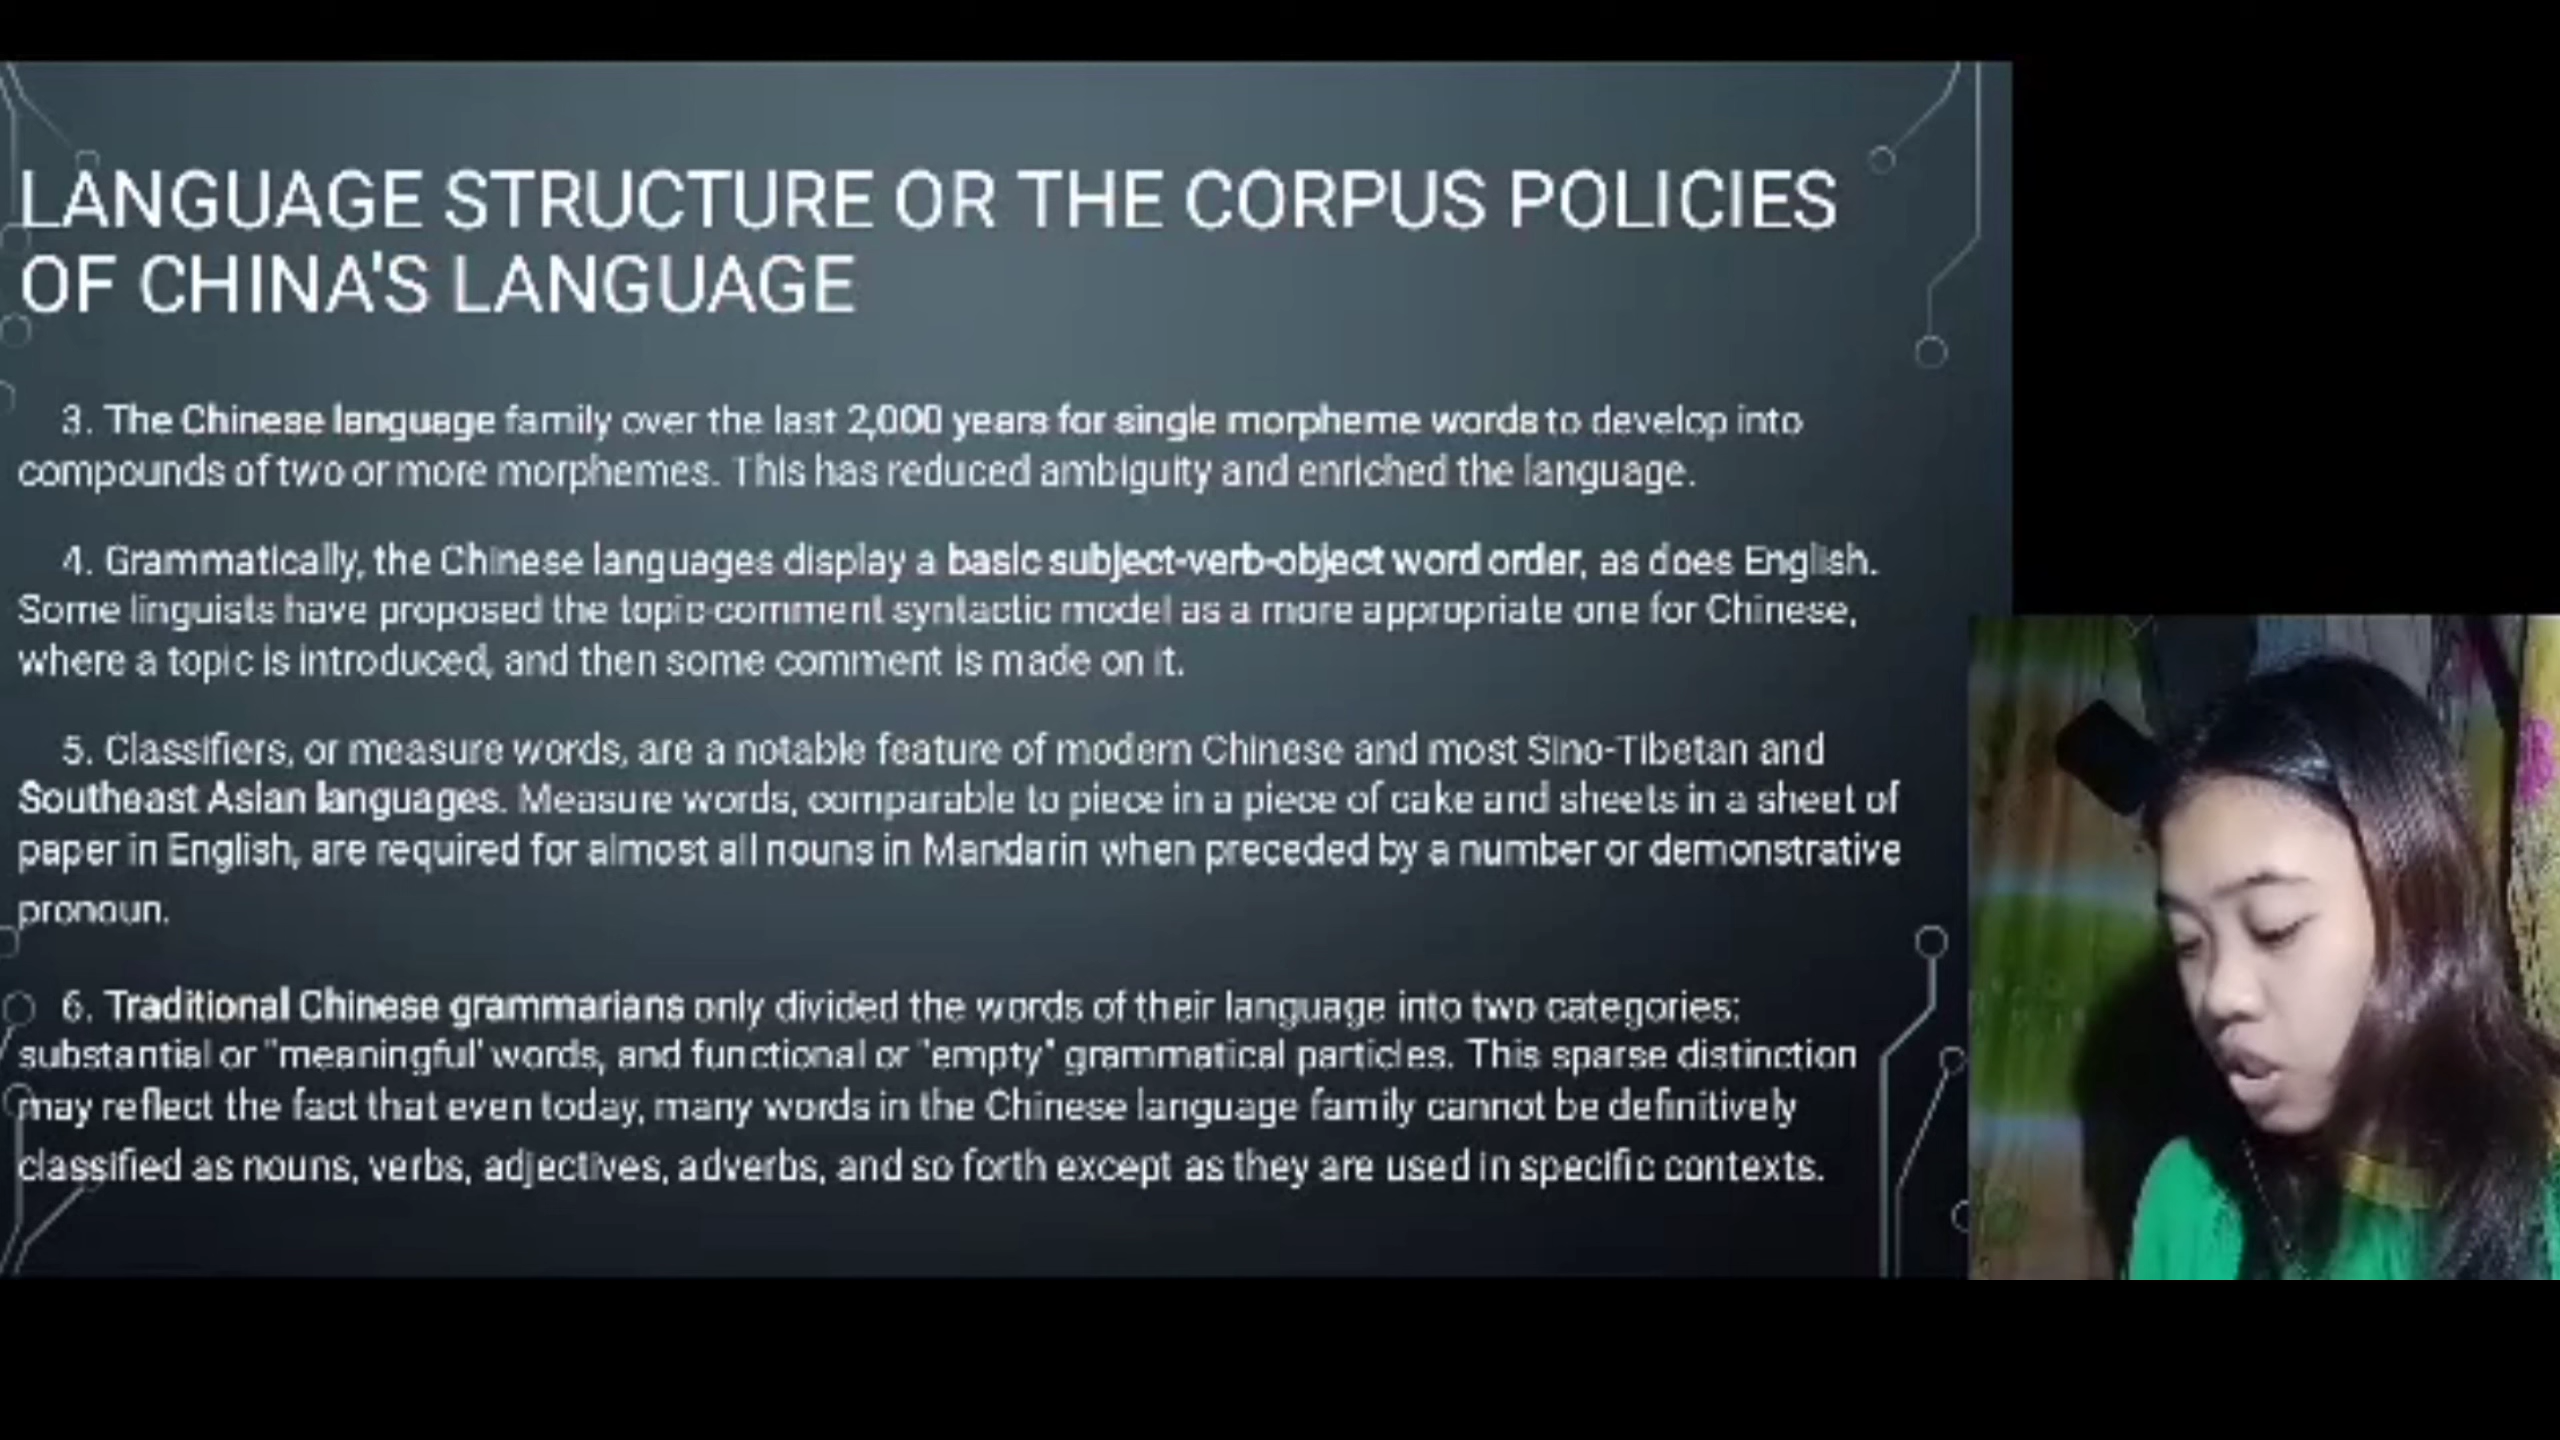 LANGUAGE STRUCTURE OR THE CORPUS POLICIES
OF CHINA'S LANGUAGE
3. The Chinese language family over the last 2,000 years for single morpheme words to develop into
compounds of two or more morphemes. This has reduced ambiguity and enriched the language.
4. Grammatically, the Chinese languages display a basic subject-verb-object word order, as does English.
Some linguists have proposed the topic-comment syntactic model as a more appropriate one for Chinese,
where a topic is introduced, and then some comment is made on it.
5. Classifiers, or measure words, are a notable feature of modern Chinese and most Sino-Tibetan and
Southeast Asian languages. Measure words, comparable to piece in a piece of cake and sheets in a sheet of
paper in English, are required for almost all nouns in Mandarin when preceded by a number or demonstrative
pronoun.
6. Traditional Chinese grammarians only divided the words of their language into two categories:
substantial or "meaningful' words, and functional or "empty" grammatical particles. This sparse distinction
may reflect the fact that even today, many words in the Chinese language family cannot be definitively
classified as nouns, verbs, adjectives, adverbs, and so forth except as they are used in specific contexts.